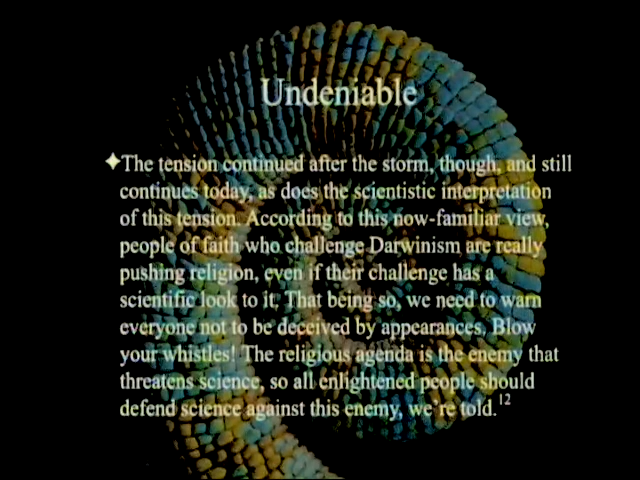 Undeniable
✦The tension continued after the storm, though, and still
continues today, as does the scientistic interpretation
of this tension. According to this now-familiar view,
people of faith who challenge Darwinism are really
pushing religion, even if their challenge has a
scientific look to it. That being so, we need to warn
everyone not to be deceived by appearances. Blow
your whistles! The religious agenda is the enemy that
threatens science, so all enlightened people should
defend science against this enemy, we're told.12